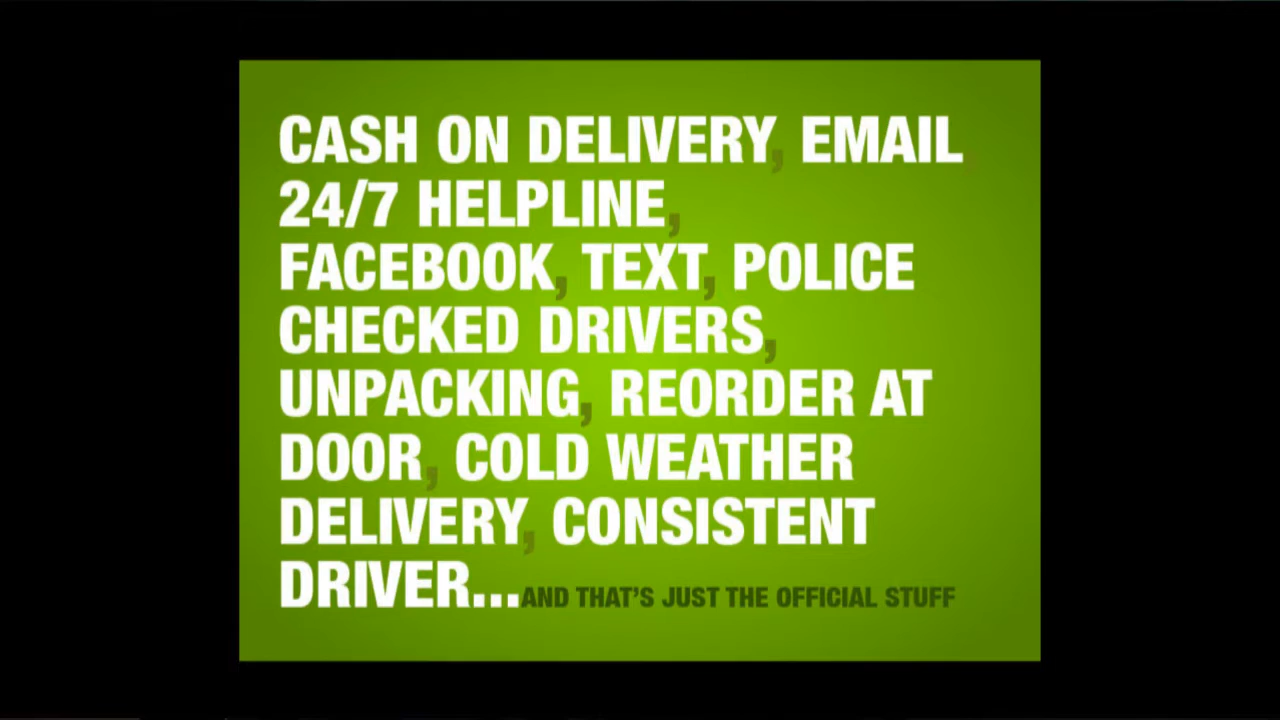 CASH ON DELIVERY, EMAIL,
24/7 HELPLINE,
FACEBOOK, TEXT, POLICE
CHECKED DRIVERS,
UNPACKING, REORDER AT
DOOR, COLD WEATHER
DELIVERY, CONSISTENT
DRIVER...AND THAT'S JUST THE OFFICIAL STUFF